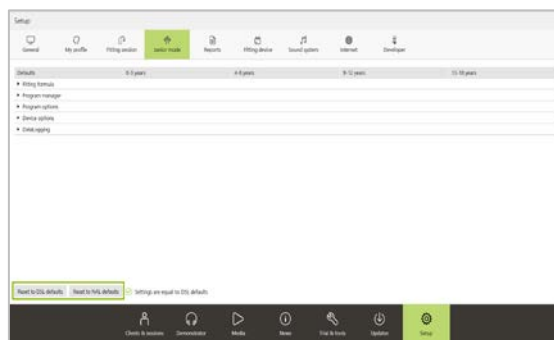 Setup
General My profile Fitting session Junior mode Reports Fitting device Sound system Internet Developer
Defaults 0-3 years 4-8 years 9-12 years 13-18 years
Fitting formula
Program manager
Program options
Device options
DataLogging
Reset to DSL defaults Reset to NAL defaults Settings are equal to DSL defaults
Clients & sessions Demonstrator Media News Trial & tools Updates Setup